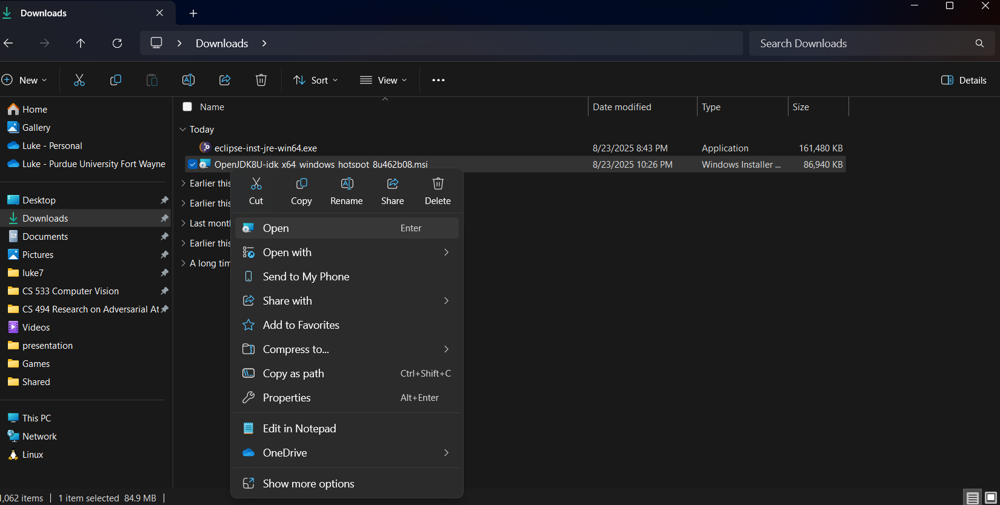 Downloads
Downloads
Search Downloads
New
Sort
View
Details
Home
Gallery
Luke - Personal
Luke - Purdue University Fort Wayne
Desktop
Downloads
Documents
Pictures
luke7
CS 533 Computer Vision
CS 494 Research on Adversarial At
Videos
presentation
Games
Shared
This PC
Network
Linux
Name Date modified Type Size
Today
eclipse-inst-jre-win64.exe 8/23/2025 8:43 PM Application 161,480 KB
OpenJDK8U-jdk_x64_windows_hotspot_8u462b08.msi 8/23/2025 10:26 PM Windows Installer ... 86,940 KB
Earlier this
Earlier this
Last month
Earlier this
A long tim
Cut Copy Rename Share Delete
Open Enter
Open with
Send to My Phone
Share with
Add to Favorites
Compress to...
Copy as path Ctrl+Shift+C
Properties Alt+Enter
Edit in Notepad
OneDrive
Show more options
1,062 items 1 item selected 84.9 MB